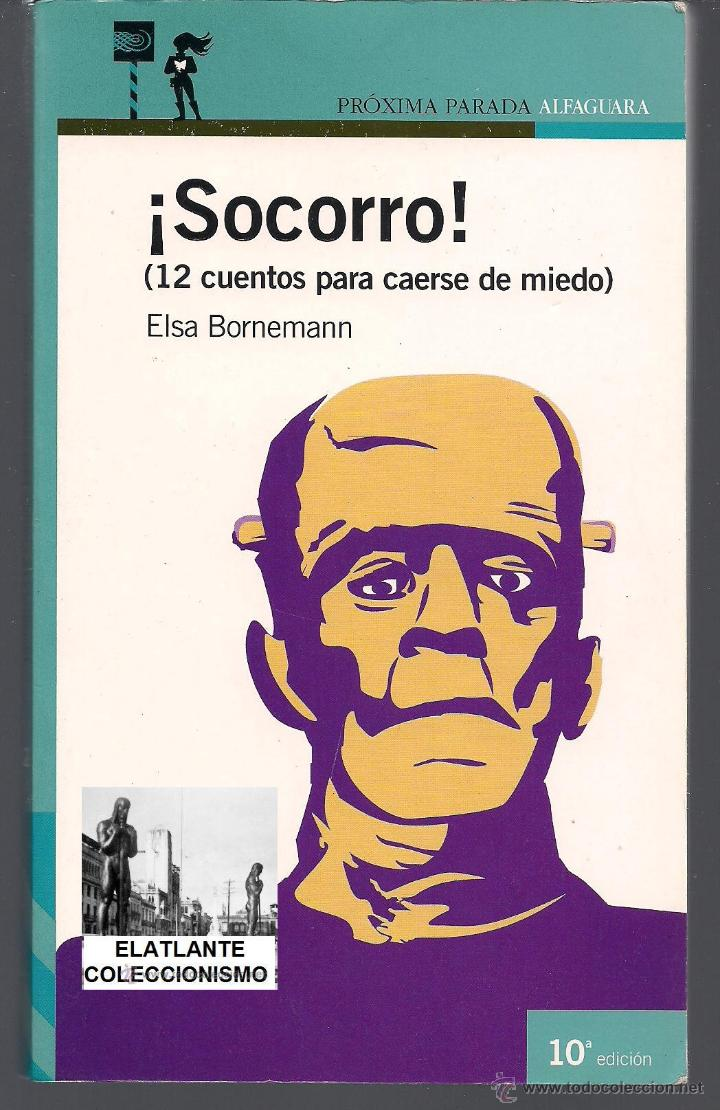 PRÓXIMA PARADA ALFAGUARA
¡Socorro!
(12 cuentos para caerse de miedo)
Elsa Bornemann
ELATLANTE
COLECCIONISMO
10ª edición
www.todocoleccion.net